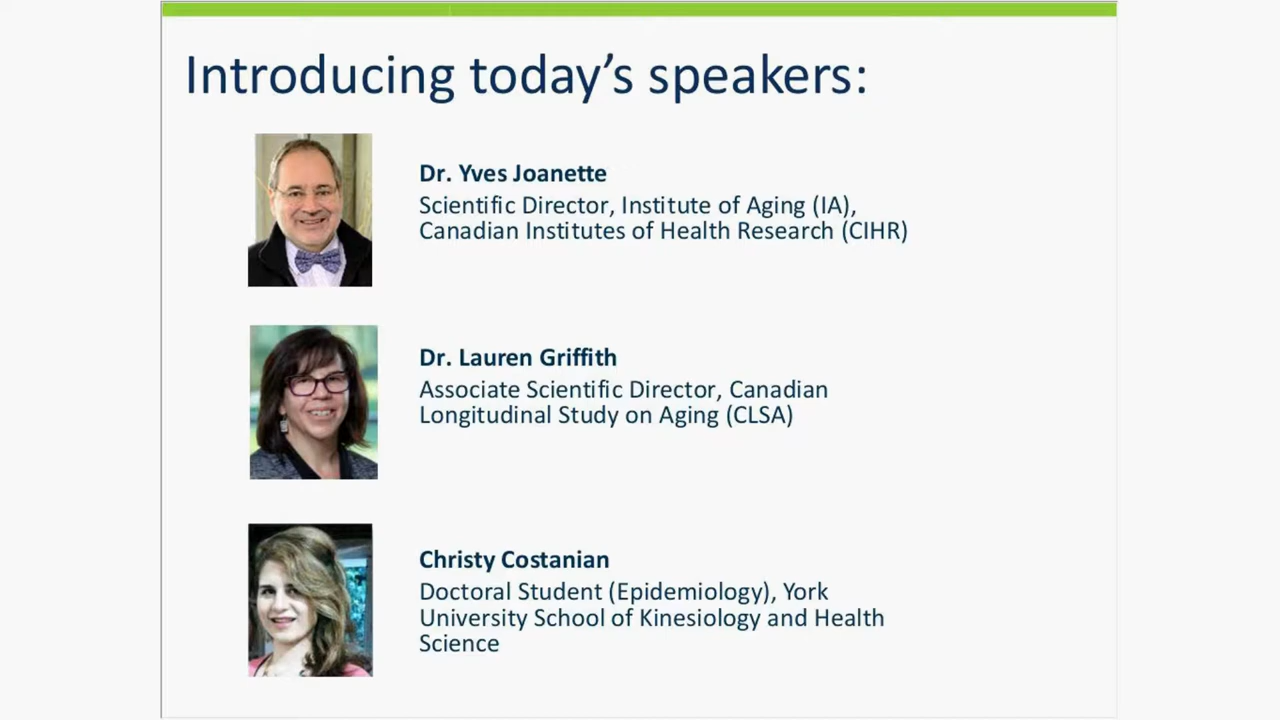 Introducing today’s speakers:
Dr. Yves Joanette
Scientific Director, Institute of Aging (IA),
Canadian Institutes of Health Research (CIHR)
Dr. Lauren Griffith
Associate Scientific Director, Canadian
Longitudinal Study on Aging (CLSA)
Christy Costanian
Doctoral Student (Epidemiology), York
University School of Kinesiology and Health
Science